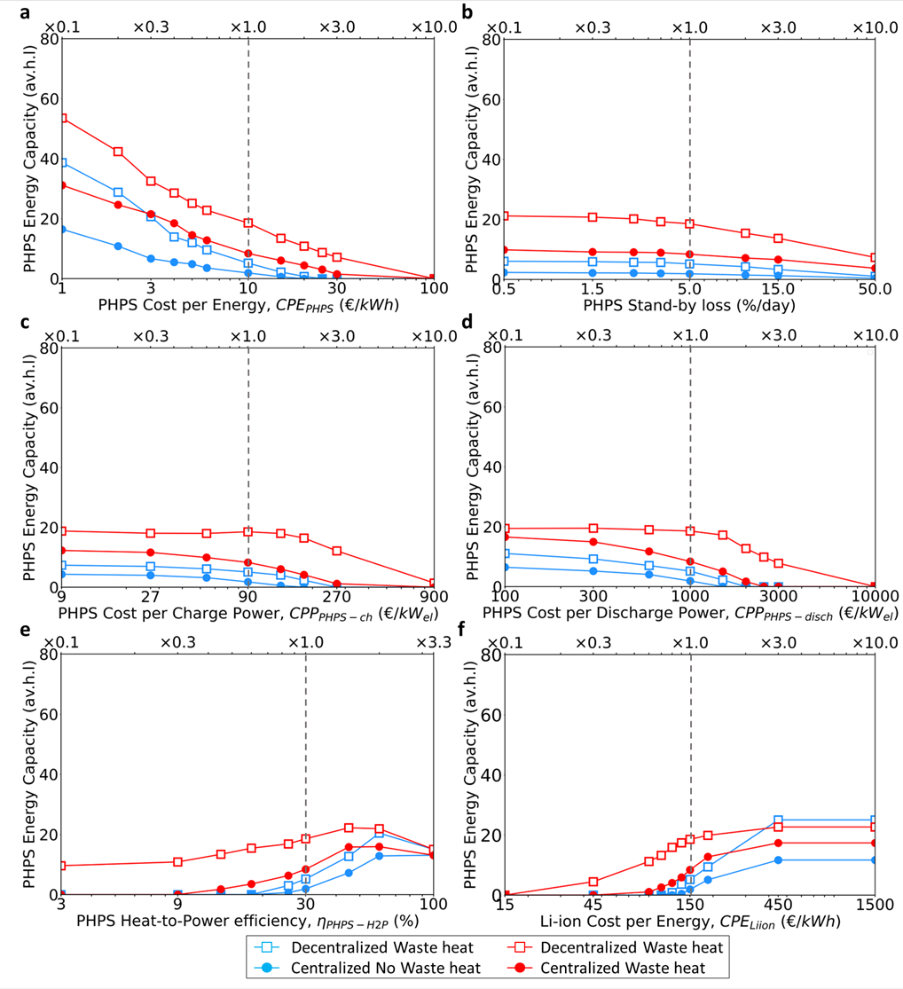 a
×0.1 ×0.3 ×1.0 ×3.0 ×10.0
80
60
40
20
0
PHPS Energy Capacity (av.h.l)
1 3 10 30 100
PHPS Cost per Energy, CPE_PHPS (€/kWh)
b
×0.1 ×0.3 ×1.0 ×3.0 ×10.0
80
60
40
20
0
PHPS Energy Capacity (av.h.l)
0.5 1.5 5.0 15.0 50.0
PHPS Stand-by loss (%/day)
c
×0.1 ×0.3 ×1.0 ×3.0 ×10.0
80
60
40
20
0
PHPS Energy Capacity (av.h.l)
9 27 90 270 900
PHPS Cost per Charge Power, CPP_PHPS-ch (€/kW_el)
d
×0.1 ×0.3 ×1.0 ×3.0 ×10.0
80
60
40
20
0
PHPS Energy Capacity (av.h.l)
100 300 1000 3000 10000
PHPS Cost per Discharge Power, CPP_PHPS-disch (€/kW_el)
e
×0.1 ×0.3 ×1.0 ×3.3
80
60
40
20
0
PHPS Energy Capacity (av.h.l)
3 9 30 100
PHPS Heat-to-Power efficiency, η_PHPS-H2P (%)
f
×0.1 ×0.3 ×1.0 ×3.0 ×10.0
80
60
40
20
0
PHPS Energy Capacity (av.h.l)
15 45 150 450 1500
Li-ion Cost per Energy, CPE_Liion (€/kWh)
Decentralized Waste heat Decentralized Waste heat
Centralized No Waste heat Centralized Waste heat